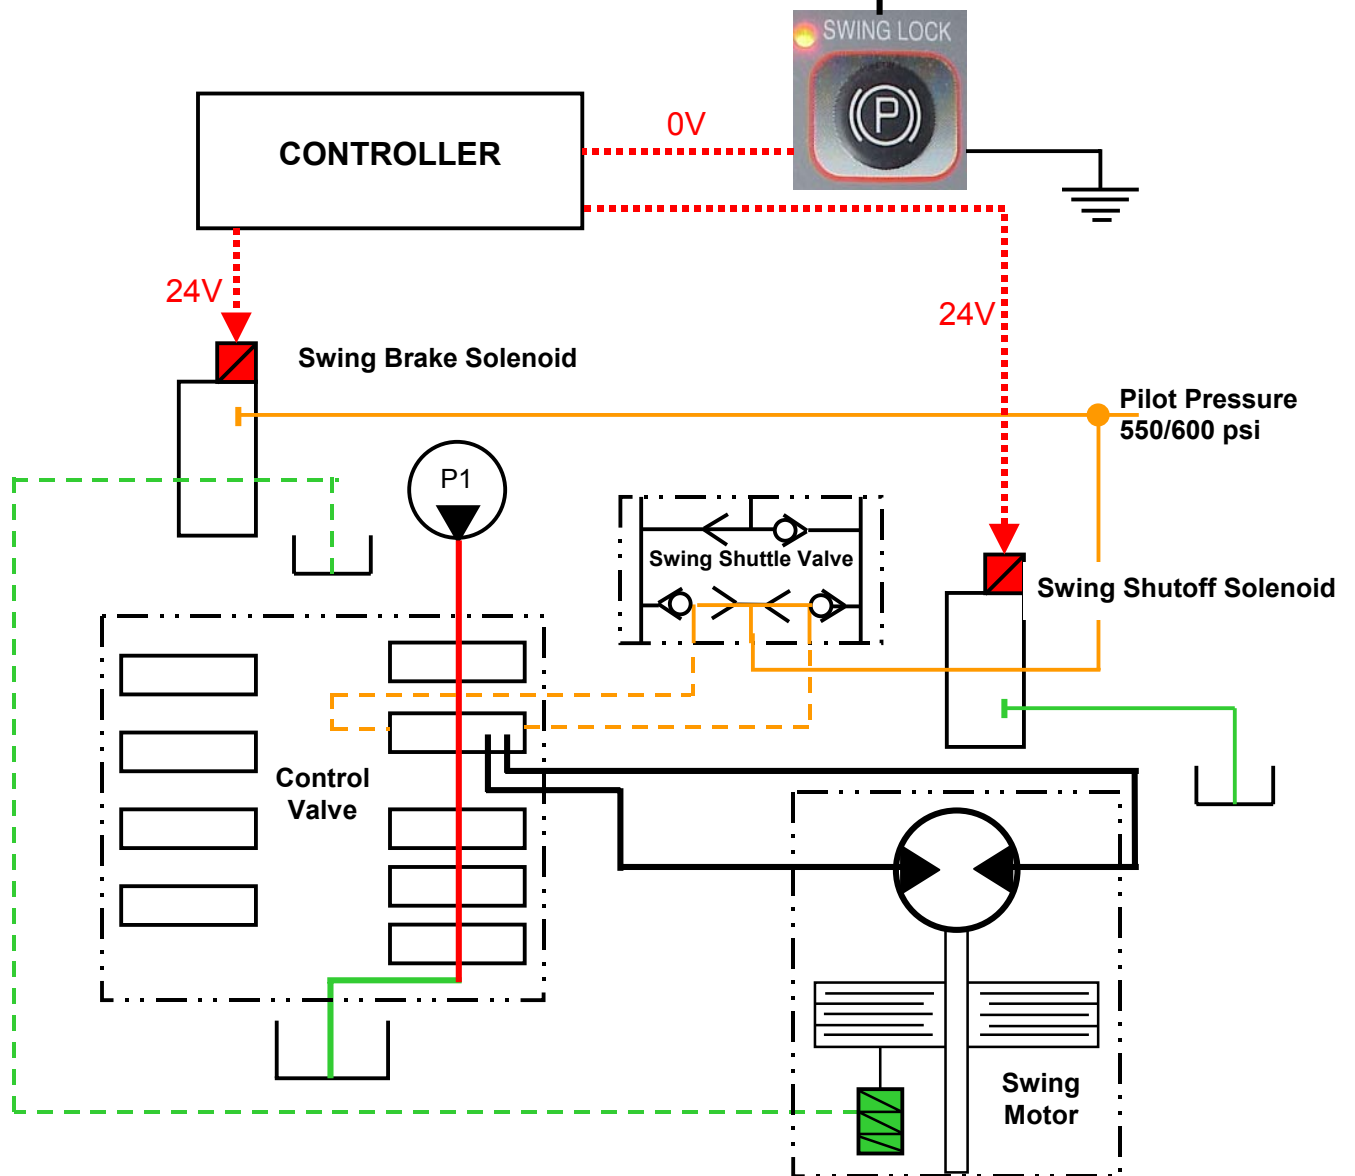 SWING LOCK
P
0V
CONTROLLER
24V
24V
Swing Brake Solenoid
Pilot Pressure
550/600 psi
P1
Swing Shuttle Valve
Swing Shutoff Solenoid
Control
Valve
Swing
Motor